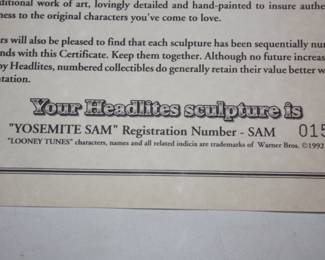 ditional work of art, lovingly detailed and hand-painted to insure authe
ness to the original characters you've come to love.
ers will also be pleased to find that each sculpture has been sequentially nu
nds with this Certificate. Keep them together. Although no future increas
by Headlites, numbered collectibles do generally retain their value better w
ntation.
Your Headlites sculpture is
"YOSEMITE SAM" Registration Number - SAM 015
"LOONEY TUNES" characters, names and all related indicia are trademarks of Warner Bros. ©1992